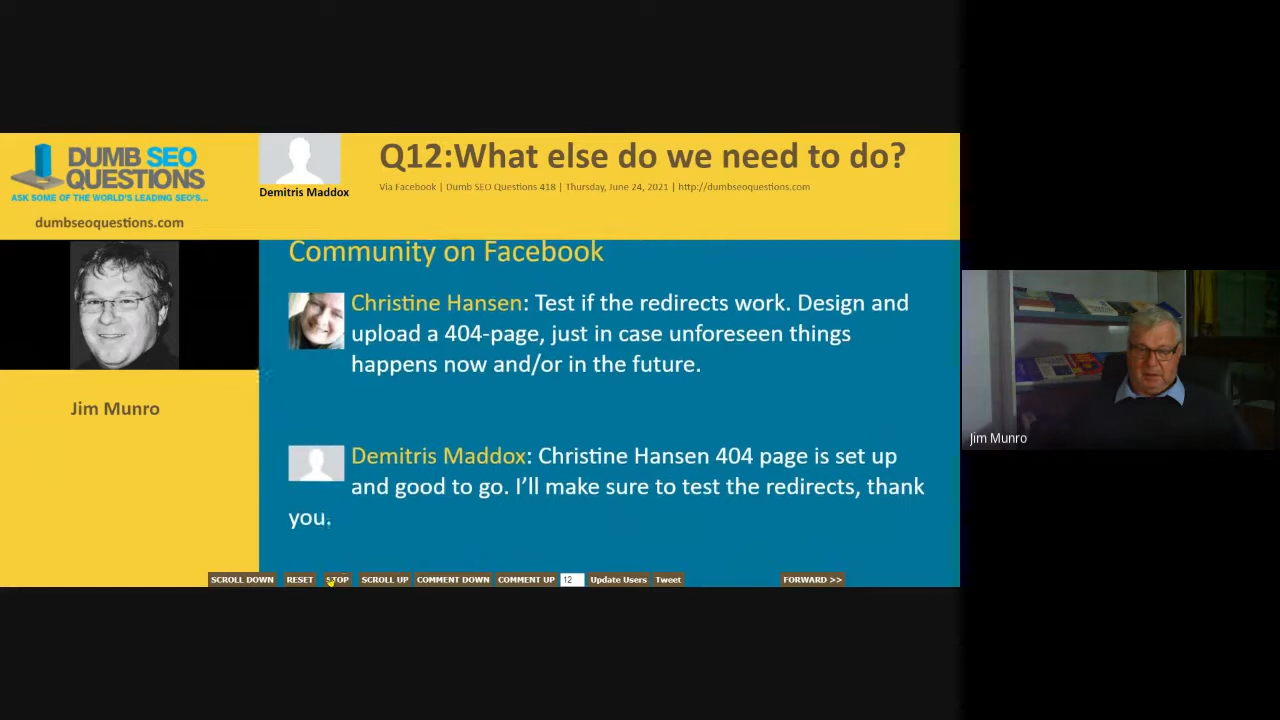 DUMB SEO
QUESTIONS
ASK SOME OF THE WORLD'S LEADING SEO'S...
dumbseoquestions.com
Demitris Maddox
Q12:What else do we need to do?
Via Facebook | Dumb SEO Questions 418 | Thursday, June 24, 2021 | http://dumbseoquestions.com
Jim Munro
Community on Facebook
Christine Hansen: Test if the redirects work. Design and
upload a 404-page, just in case unforeseen things
happens now and/or in the future.
Demitris Maddox: Christine Hansen 404 page is set up
and good to go. I'll make sure to test the redirects, thank
you.
SCROLL DOWN RESET STOP SCROLL UP COMMENT DOWN COMMENT UP 12 Update Users Tweet FORWARD >>
Jim Munro